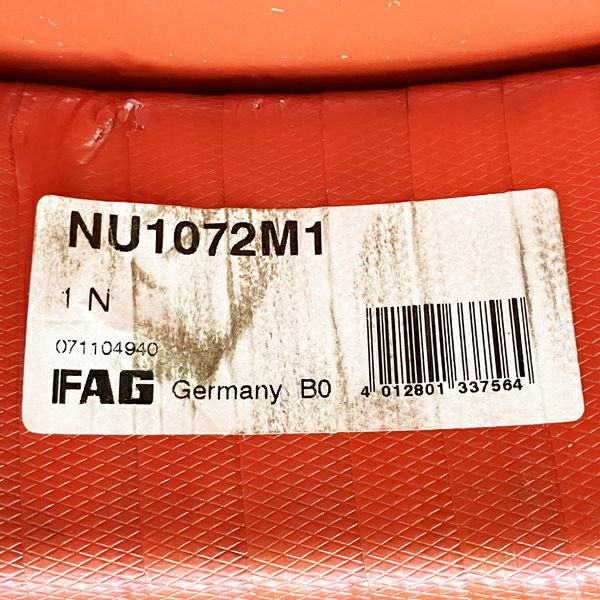 NU1072M1
1 N
071104940
FAG Germany B0
4 012801 337564